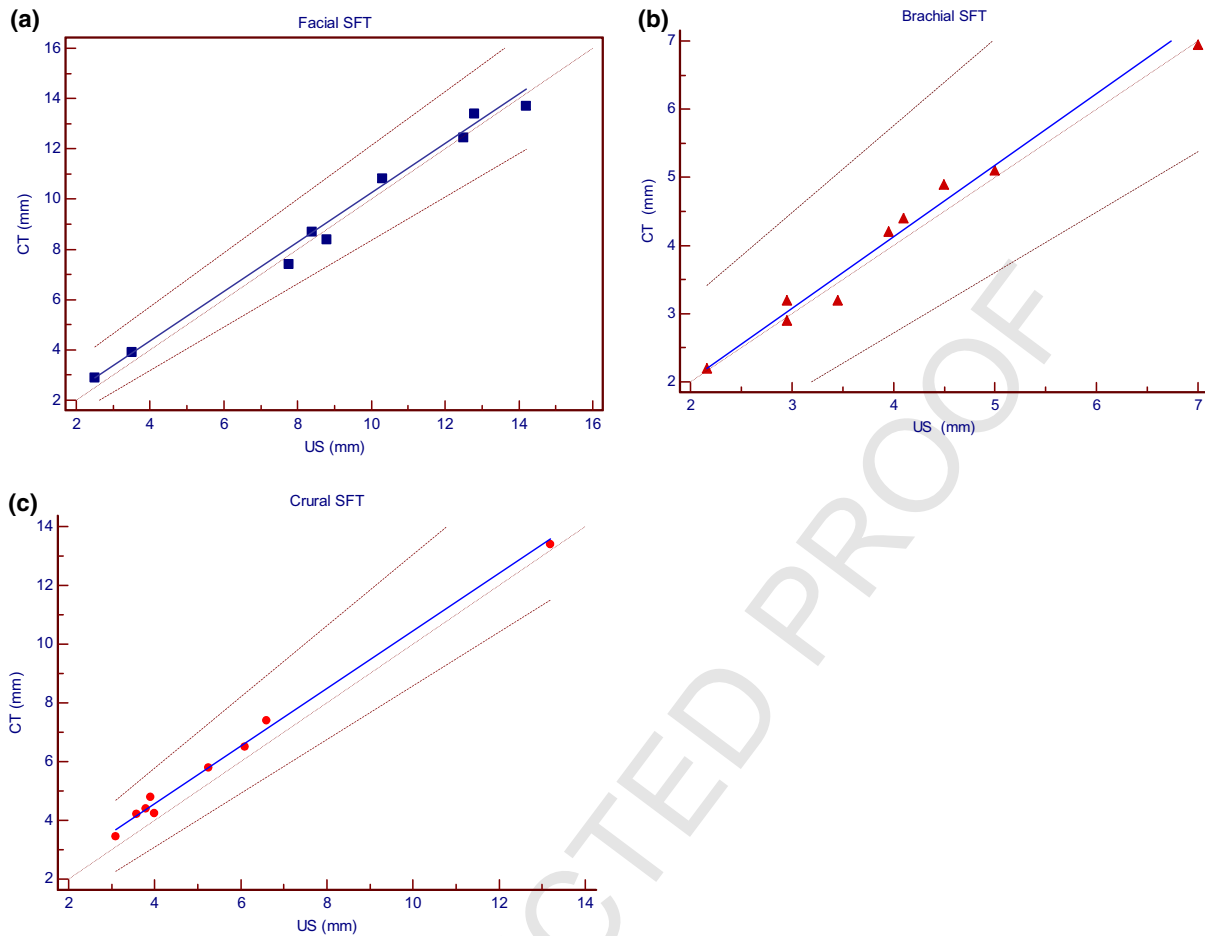 (a)
Facial SFT
16
14
12
10
8
6
4
2
CT (mm)
2 4 6 8 10 12 14 16
US (mm)
(b)
Brachial SFT
7
6
5
4
3
2
CT (mm)
2 3 4 5 6 7
US (mm)
(c)
Crural SFT
14
12
10
8
6
4
2
CT (mm)
2 4 6 8 10 12 14
US (mm)
CTED PROOF